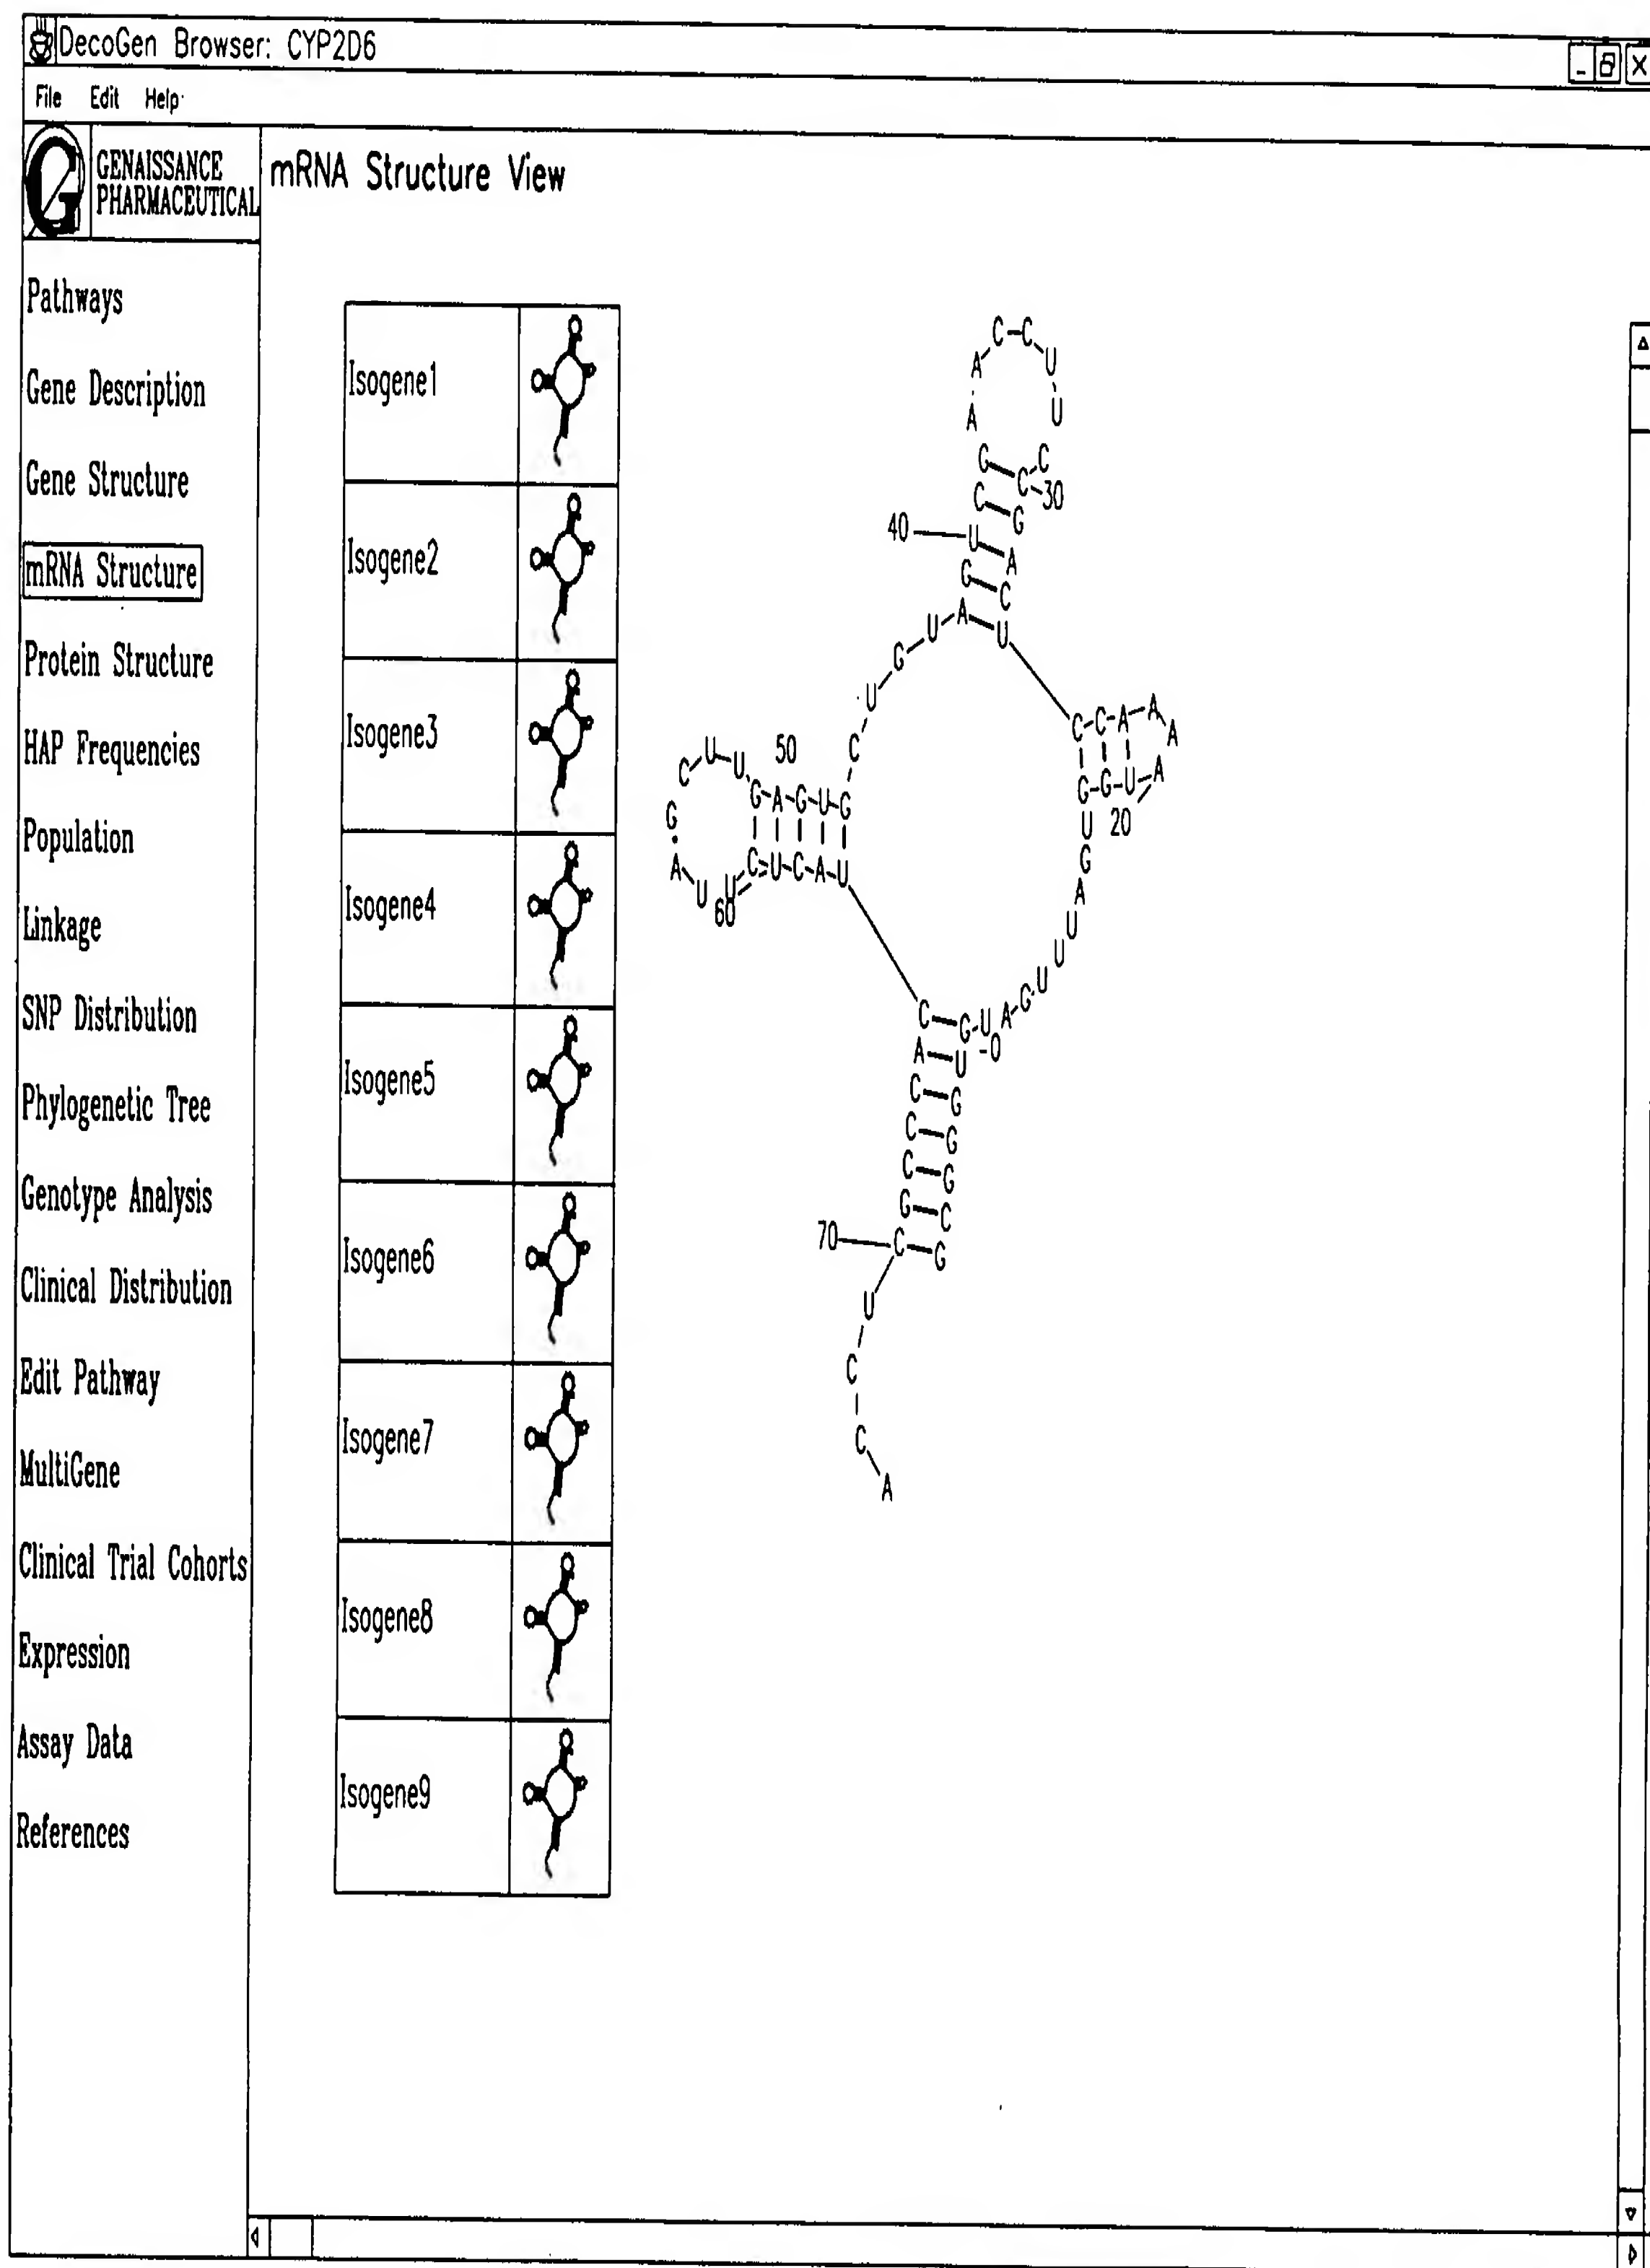 DecoGen Browser: CYP2D6
File Edit Help
GENAISSANCE
PHARMACEUTICAL
mRNA Structure View
Pathways
Gene Description
Gene Structure
mRNA Structure
Protein Structure
HAP Frequencies
Population
Linkage
SNP Distribution
Phylogenetic Tree
Genotype Analysis
Clinical Distribution
Edit Pathway
MultiGene
Clinical Trial Cohorts
Expression
Assay Data
References
Isogene1
Isogene2
Isogene3
Isogene4
Isogene5
Isogene6
Isogene7
Isogene8
Isogene9
C-C
A U
A U
G C
C C
30
C G
40 U A
G C
A U
U
G
U
C
C-C-A-A
A
G-G-U-A
20
U
G
A
U
U
U
G
A
U
-0
50
C U U
G-A-G-U-G
G
A
U U
C-U-C-A-U
60
C G
A U
C G
C G
C G
G C
70 C G
U
C
C
A